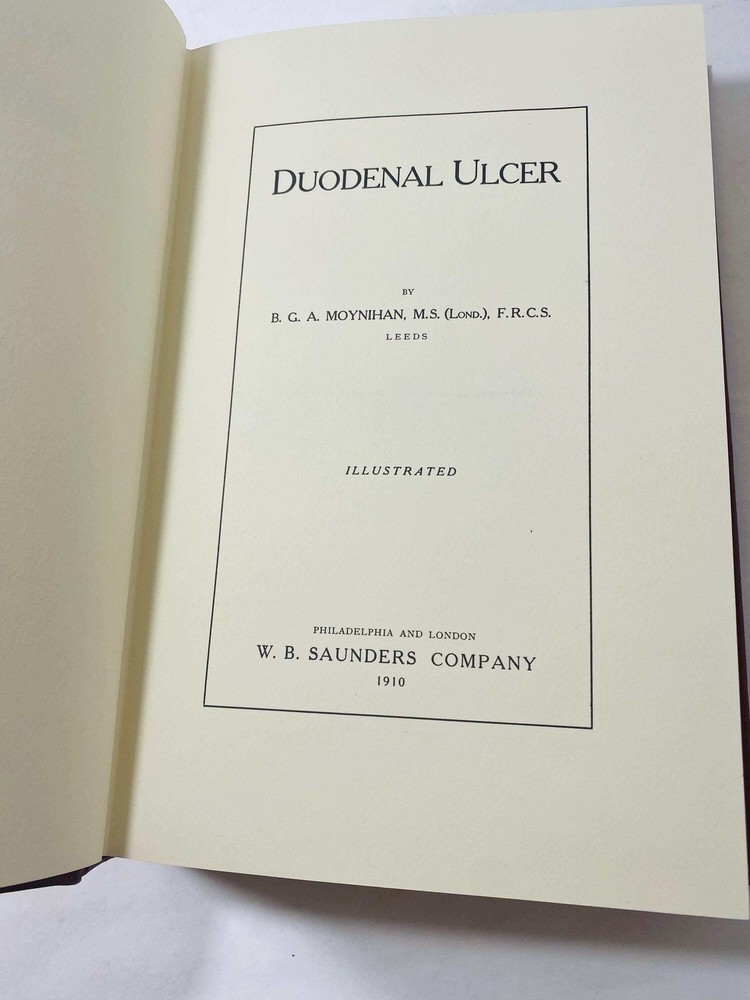 DUODENAL ULCER
BY
B. G. A. MOYNIHAN, M.S. (LOND.), F.R.C.S.
LEEDS
ILLUSTRATED
PHILADELPHIA AND LONDON
W. B. SAUNDERS COMPANY
1910